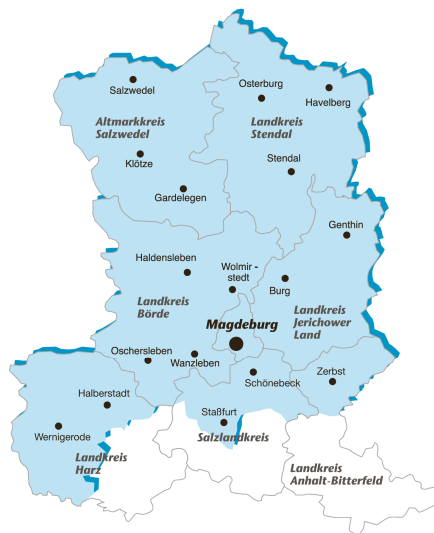 Salzwedel
Osterburg
Havelberg
Altmarkkreis
Salzwedel
Landkreis
Stendal
Klötze
Stendal
Gardelegen
Genthin
Haldensleben
Wolmir -
stedt
Burg
Landkreis
Börde
Landkreis
Jerichower
Land
Magdeburg
Oschersleben
Wanzleben
Schönebeck
Zerbst
Halberstadt
Staßfurt
Wernigerode
Salzlandkreis
Landkreis
Harz
Landkreis
Anhalt-Bitterfeld